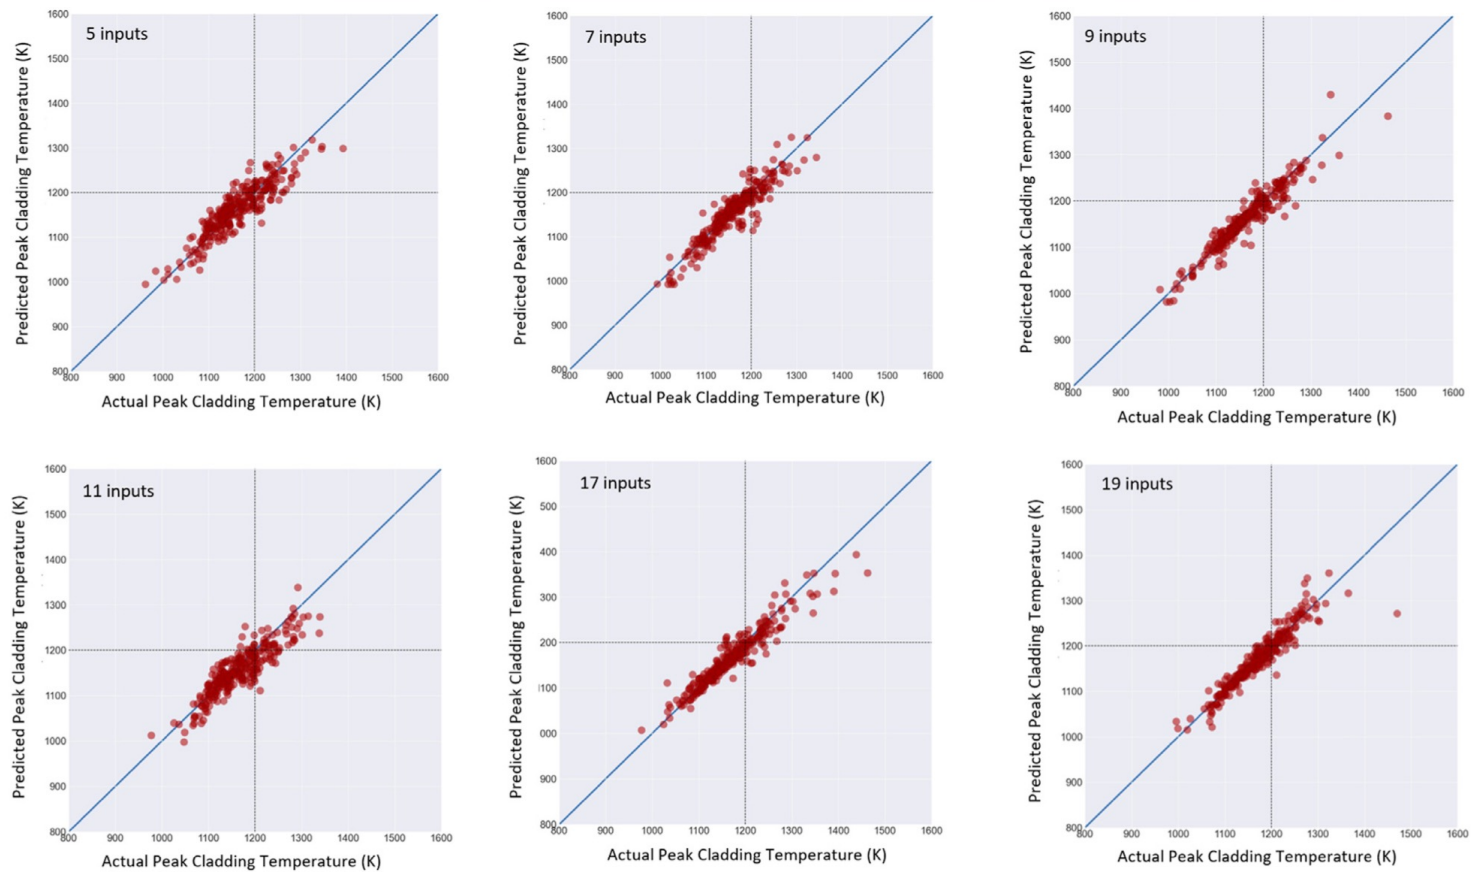 5 inputs
Predicted Peak Cladding Temperature (K)
1600
1500
1600
1400
1300
1200
1100
1000
900
800
800 900 1000 1100 1200 1300 1400 1500 1600
Actual Peak Cladding Temperature (K)
7 inputs
Predicted Peak Cladding Temperature (K)
1600
1500
1400
1300
1200
1100
1000
900
800
800 900 1000 1100 1200 1300 1400 1500 1600
Actual Peak Cladding Temperature (K)
9 inputs
Predicted Peak Cladding Temperature (K)
1600
1500
1400
1300
1200
1100
1000
900
800
800 900 1000 1100 1200 1300 1400 1500 1600
Actual Peak Cladding Temperature (K)
11 inputs
Predicted Peak Cladding Temperature (K)
1600
1500
1400
1300
1200
1100
1000
900
800
800 900 1000 1100 1200 1300 1400 1500 1600
Actual Peak Cladding Temperature (K)
17 inputs
Predicted Peak Cladding Temperature (K)
1600
500
400
300
200
100
000
900
800
800 900 1000 1100 1200 1300 1400 1500 1600
Actual Peak Cladding Temperature (K)
19 inputs
Predicted Peak Cladding Temperature (K)
1600
1500
1400
1300
1200
1100
1000
900
800
800 900 1000 1100 1200 1300 1400 1500 1600
Actual Peak Cladding Temperature (K)